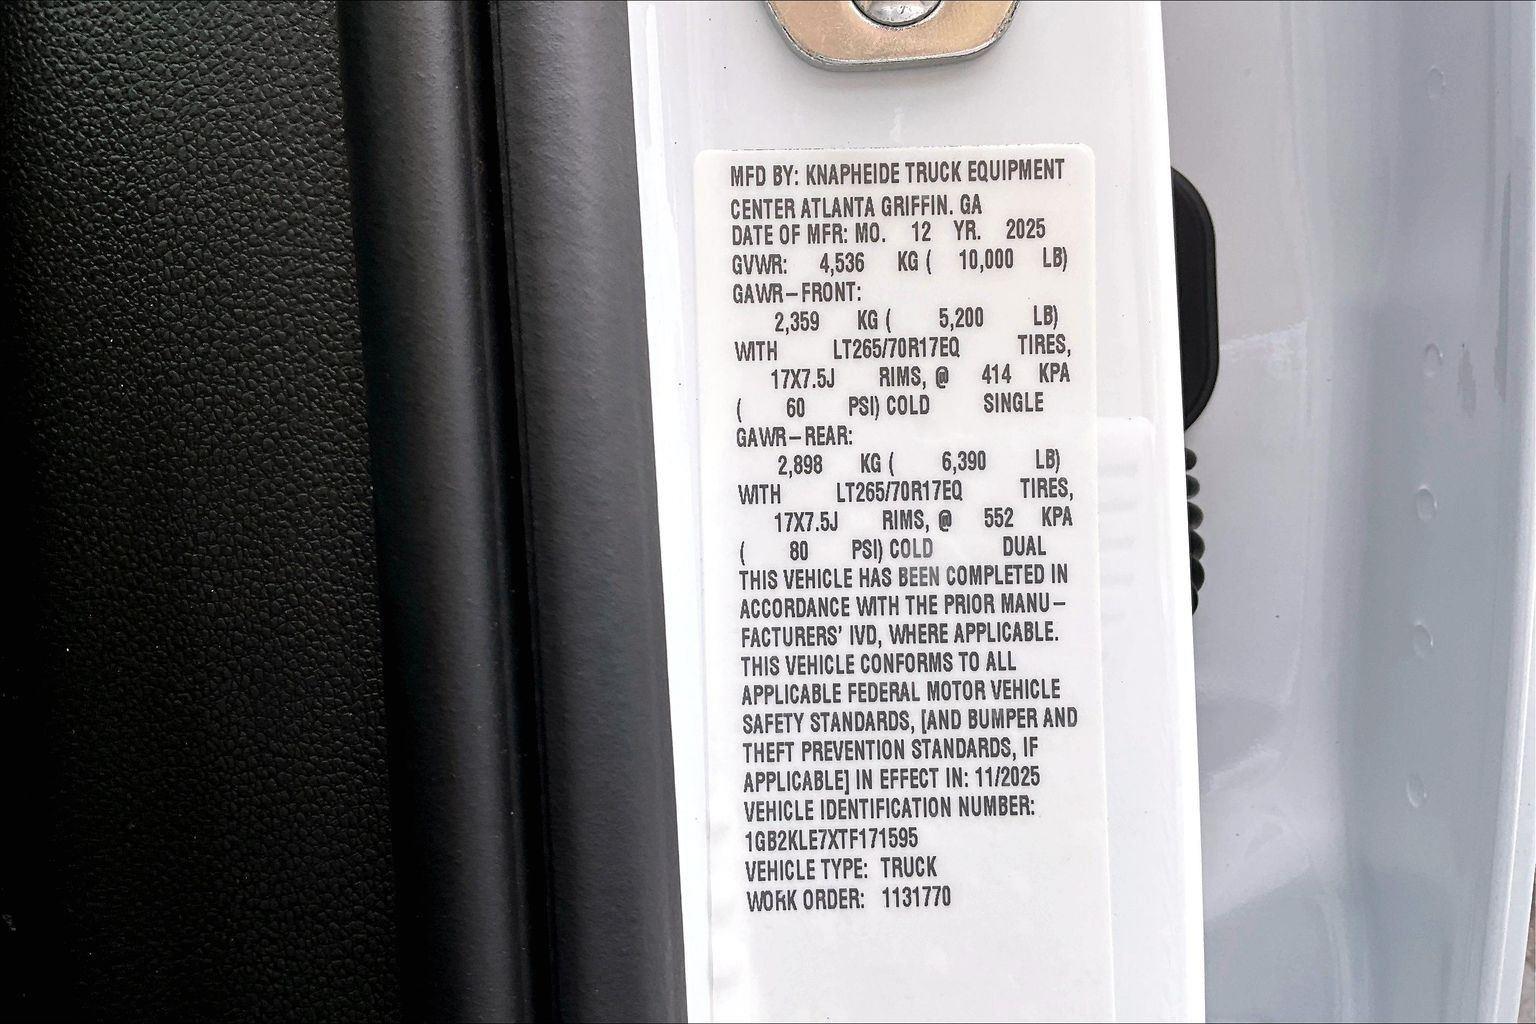 MFD BY: KNAPHEIDE TRUCK EQUIPMENT
CENTER ATLANTA GRIFFIN. GA
DATE OF MFR: MO. 12 YR. 2025
GVWR: 4,536 KG ( 10,000 LB)
GAWR-FRONT:
2,359 KG ( 5,200 LB)
WITH LT265/70R17EQ TIRES,
17X7.5J RIMS, @ 414 KPA
( 60 PSI) COLD SINGLE
GAWR-REAR:
2,898 KG ( 6,390 LB)
WITH LT265/70R17EQ TIRES,
17X7.5J RIMS, @ 552 KPA
( 80 PSI) COLD DUAL
THIS VEHICLE HAS BEEN COMPLETED IN
ACCORDANCE WITH THE PRIOR MANU-
FACTURERS' IVD, WHERE APPLICABLE.
THIS VEHICLE CONFORMS TO ALL
APPLICABLE FEDERAL MOTOR VEHICLE
SAFETY STANDARDS, [AND BUMPER AND
THEFT PREVENTION STANDARDS, IF
APPLICABLE] IN EFFECT IN: 11/2025
VEHICLE IDENTIFICATION NUMBER:
1GB2KLE7XTF171595
VEHICLE TYPE: TRUCK
WORK ORDER: 1131770